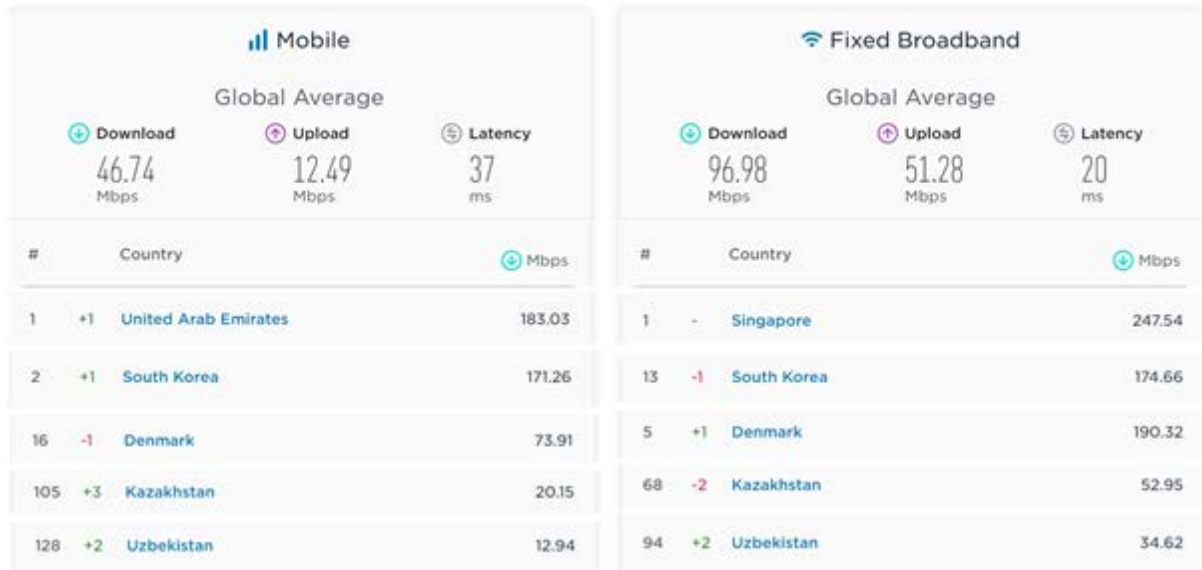 Mobile
Global Average
Download Upload Latency
46.74 12.49 37
Mbps Mbps ms
# Country Mbps
1 +1 United Arab Emirates 183.03
2 +1 South Korea 171.26
16 -1 Denmark 73.91
105 +3 Kazakhstan 20.15
128 +2 Uzbekistan 12.94
Fixed Broadband
Global Average
Download Upload Latency
96.98 51.28 20
Mbps Mbps ms
# Country Mbps
1 - Singapore 247.54
13 -1 South Korea 174.66
5 +1 Denmark 190.32
68 -2 Kazakhstan 52.95
94 +2 Uzbekistan 34.62